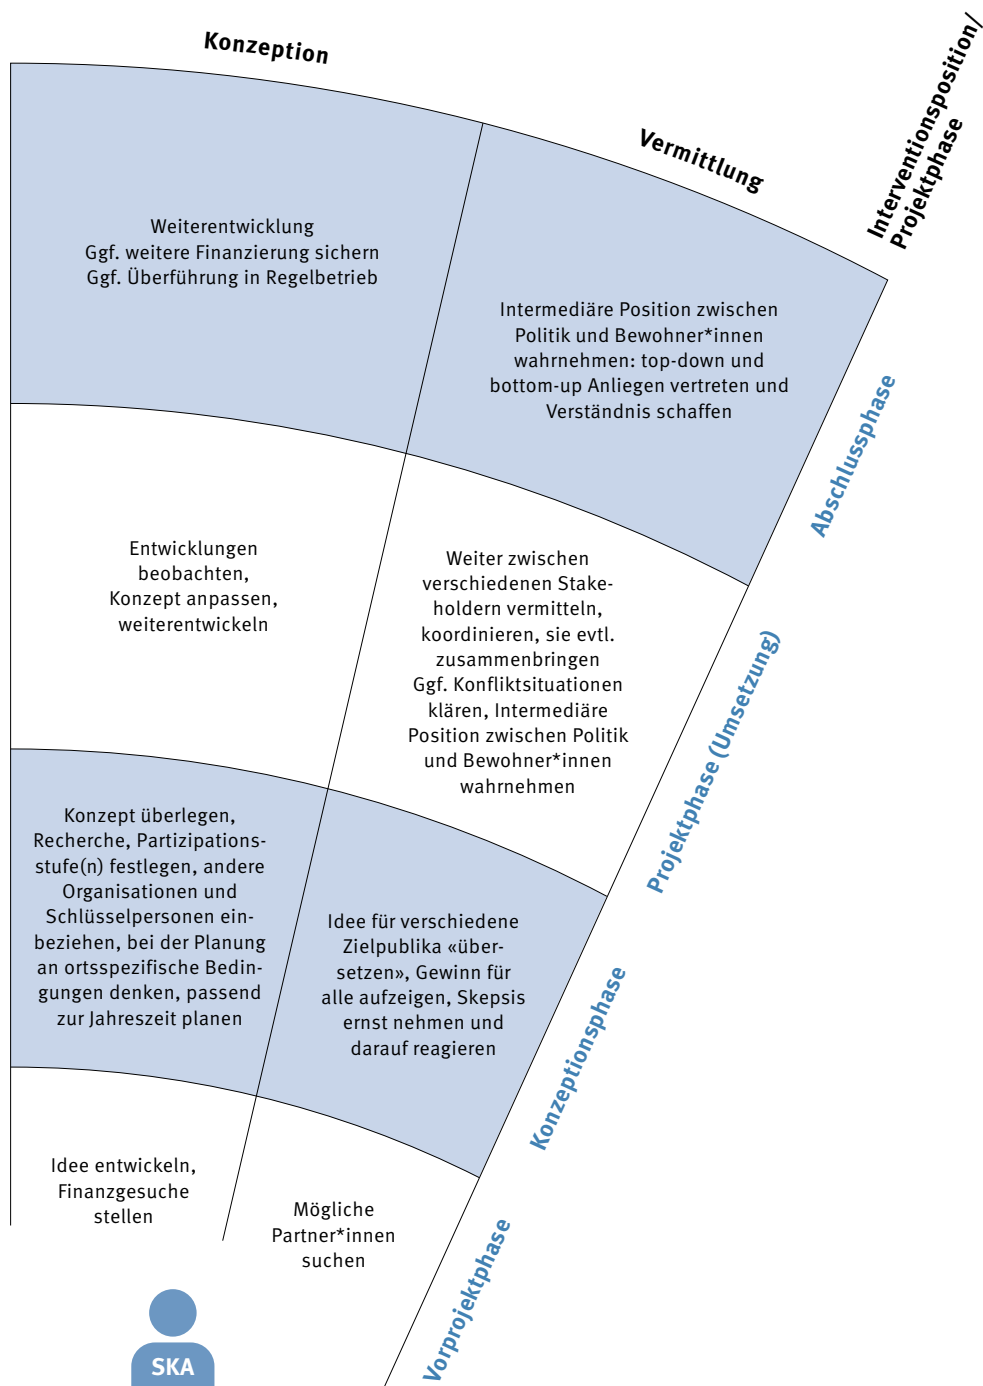 Konzeption
Vermittlung
Interventionsposition/
Projektphase
Weiterentwicklung
Ggf. weitere Finanzierung sichern
Ggf. Überführung in Regelbetrieb
Intermediäre Position zwischen
Politik und Bewohner*innen
wahrnehmen: top-down und
bottom-up Anliegen vertreten und
Verständnis schaffen
Abschlussphase
Entwicklungen
beobachten,
Konzept anpassen,
weiterentwickeln
Weiter zwischen
verschiedenen Stake-
holdern vermitteln,
koordinieren, sie evtl.
zusammenbringen
Ggf. Konfliktsituationen
klären, Intermediäre
Position zwischen Politik
und Bewohner*innen
wahrnehmen
Projektphase (Umsetzung)
Konzept überlegen,
Recherche, Partizipations-
stufe(n) festlegen, andere
Organisationen und
Schlüsselpersonen ein-
beziehen, bei der Planung
an ortsspezifische Bedin-
gungen denken, passend
zur Jahreszeit planen
Idee für verschiedene
Zielpublika «über-
setzen», Gewinn für
alle aufzeigen, Skepsis
ernst nehmen und
darauf reagieren
Konzeptionsphase
Idee entwickeln,
Finanzgesuche
stellen
Mögliche
Partner*innen
suchen
Vorprojektphase
SKA